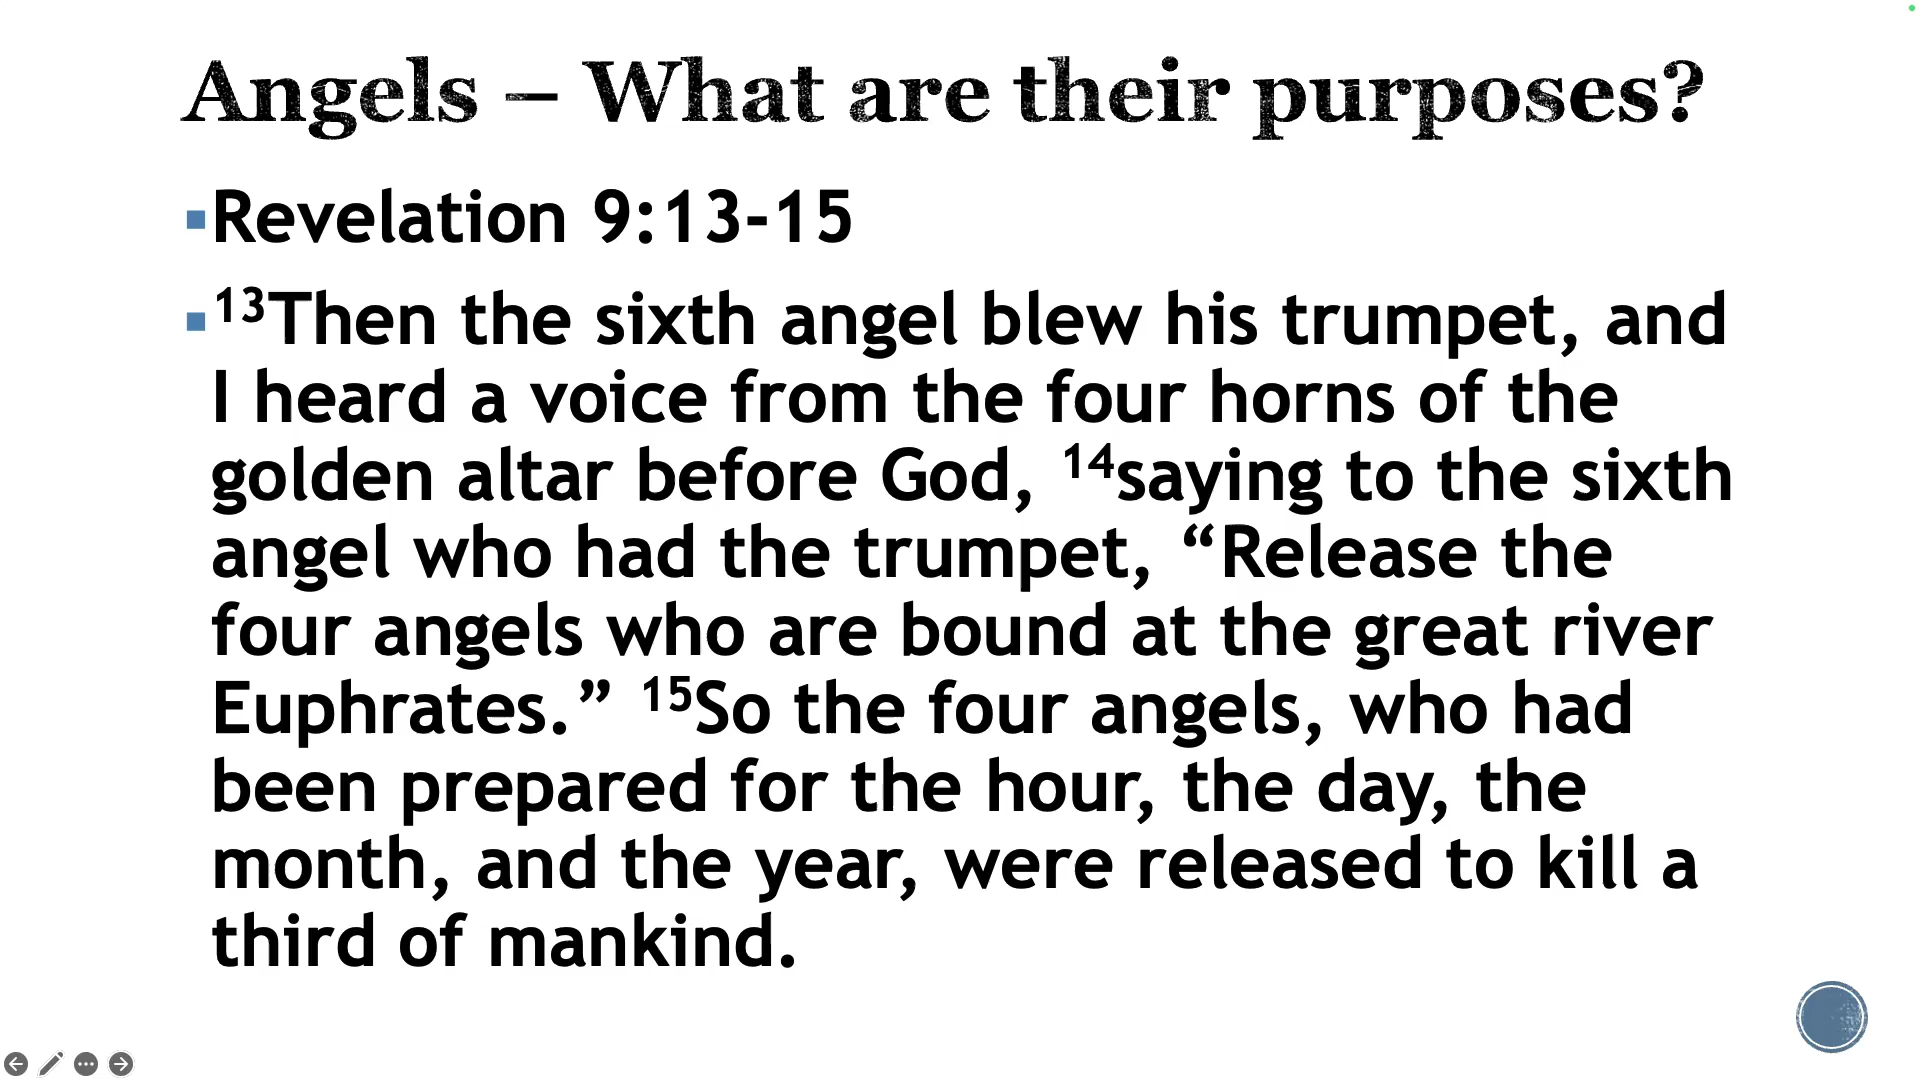 Angels – What are their purposes?
▪Revelation 9:13-15
▪¹³Then the sixth angel blew his trumpet, and
I heard a voice from the four horns of the
golden altar before God, ¹⁴saying to the sixth
angel who had the trumpet, “Release the
four angels who are bound at the great river
Euphrates.” ¹⁵So the four angels, who had
been prepared for the hour, the day, the
month, and the year, were released to kill a
third of mankind.